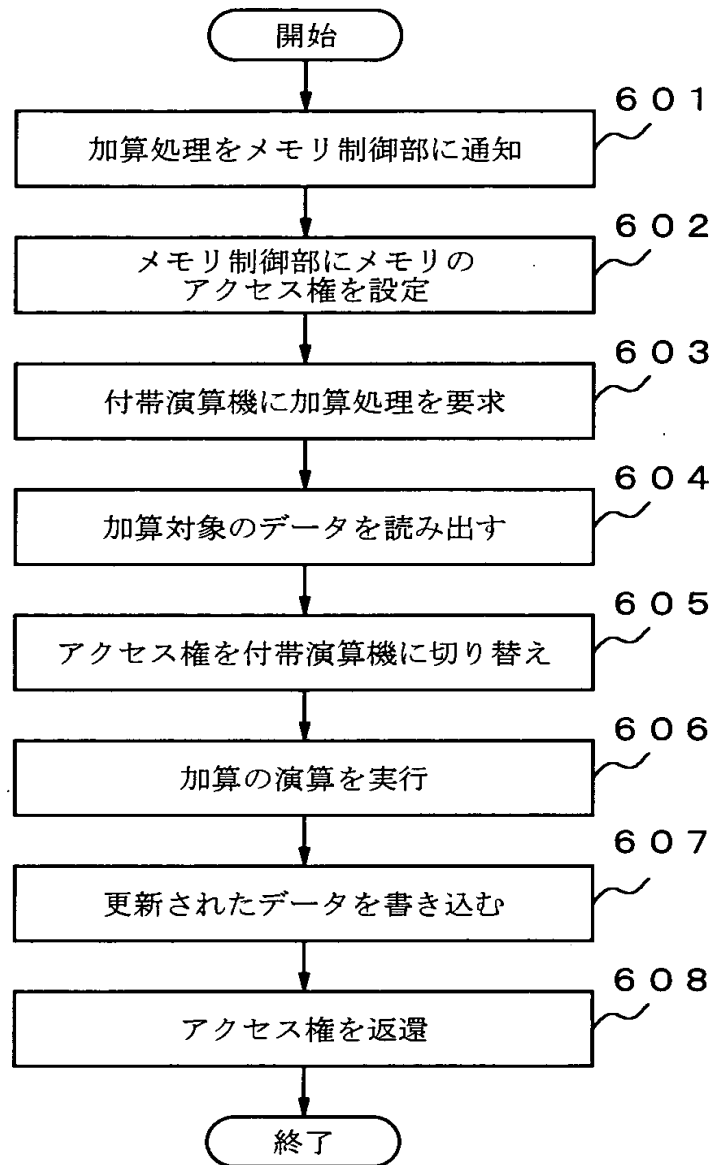 開始
601
加算処理をメモリ制御部に通知
602
メモリ制御部にメモリの
アクセス権を設定
603
付帯演算機に加算処理を要求
604
加算対象のデータを読み出す
605
アクセス権を付帯演算機に切り替え
606
加算の演算を実行
607
更新されたデータを書き込む
608
アクセス権を返還
終了